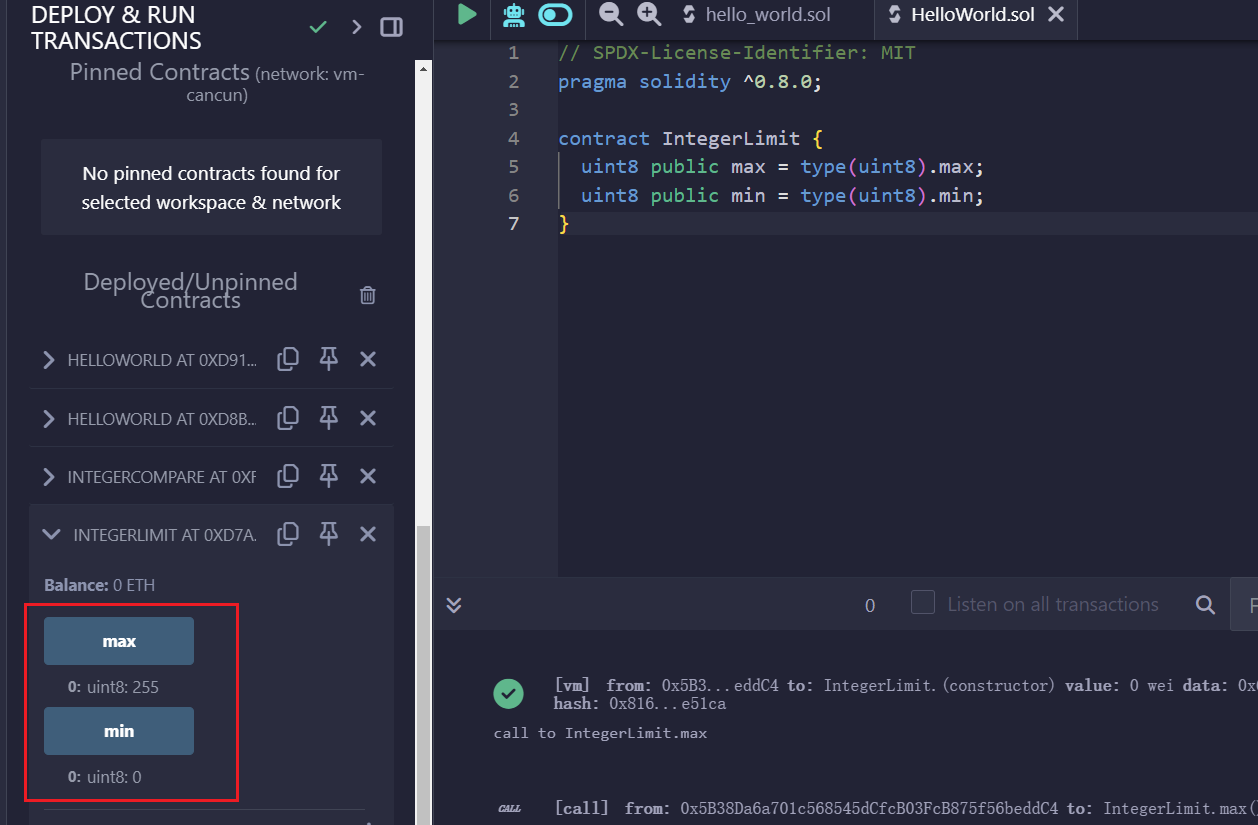 DEPLOY & RUN
TRANSACTIONS
Pinned Contracts (network: vm-
cancun)
No pinned contracts found for
selected workspace & network
Deployed/Unpinned
Contracts
HELLOWORLD AT 0XD91...
HELLOWORLD AT 0XD8B...
INTEGERCOMPARE AT 0XF
INTEGERLIMIT AT 0XD7A.
Balance: 0 ETH
max
0: uint8: 255
min
0: uint8: 0
hello_world.sol
HelloWorld.sol
1 // SPDX-License-Identifier: MIT
2 pragma solidity ^0.8.0;
3
4 contract IntegerLimit {
5 uint8 public max = type(uint8).max;
6 uint8 public min = type(uint8).min;
7 }
0 Listen on all transactions
[vm] from: 0x5B3...eddC4 to: IntegerLimit.(constructor) value: 0 wei data: 0x
hash: 0x816...e51ca
call to IntegerLimit.max
CALL [call] from: 0x5B38Da6a701c568545dCfcB03FcB875f56beddC4 to: IntegerLimit.max(